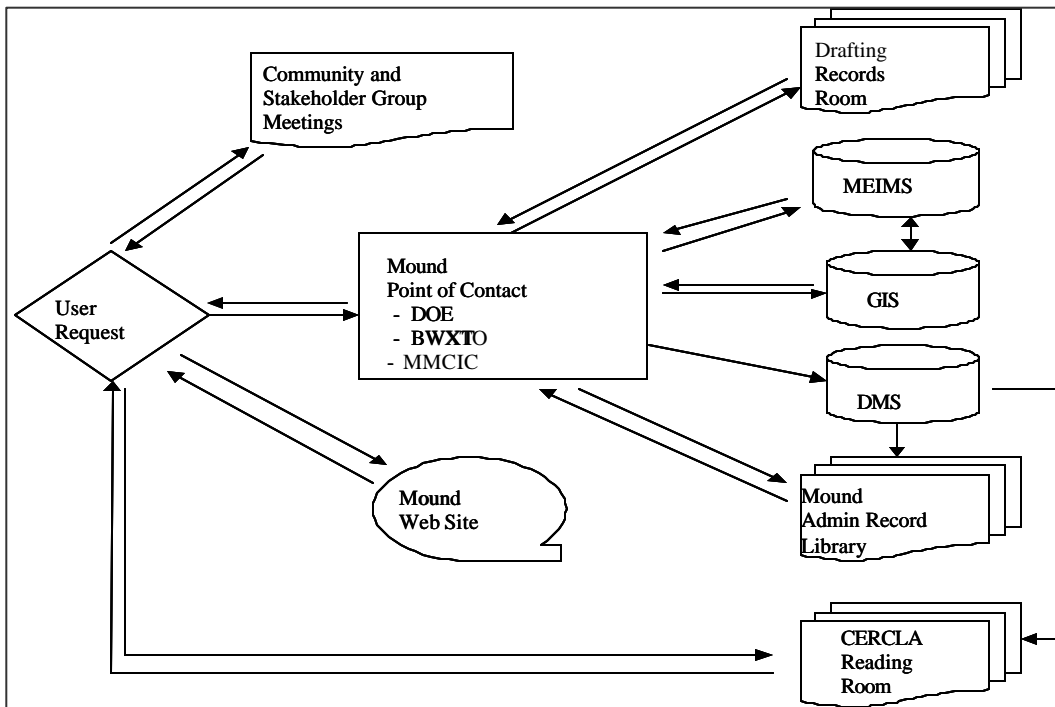 Community and
Stakeholder Group
Meetings
Drafting
Records
Room
MEIMS
Mound
Point of Contact
- DOE
- BWXTO
- MMCIC
GIS
User
Request
DMS
Mound
Web Site
Mound
Admin Record
Library
CERCLA
Reading
Room